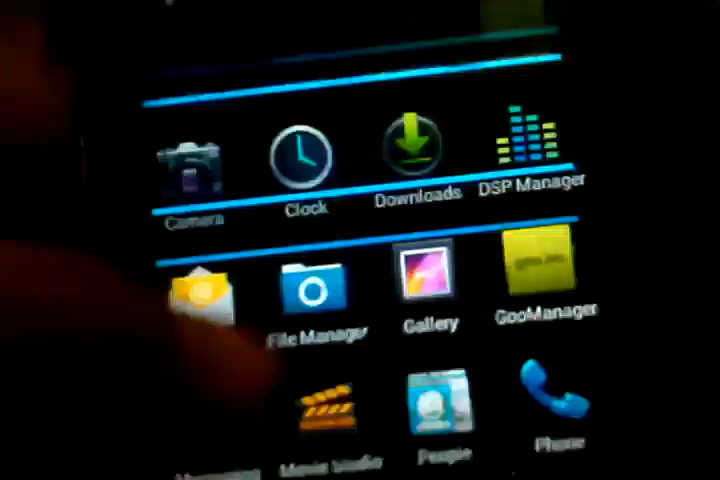 Camera
Clock
Downloads
DSP Manager
File Manager
Gallery
GooManager
Movie Studio
People
Phone